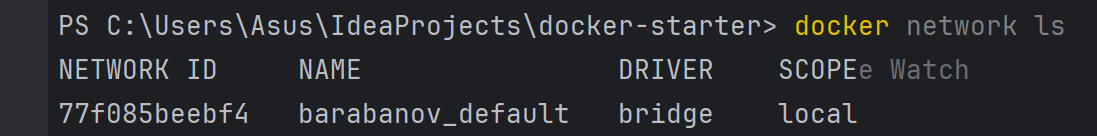 PS C:\Users\Asus\IdeaProjects\docker-starter> docker network ls
NETWORK ID NAME DRIVER SCOPEe Watch
77f085beebf4 barabanov_default bridge local